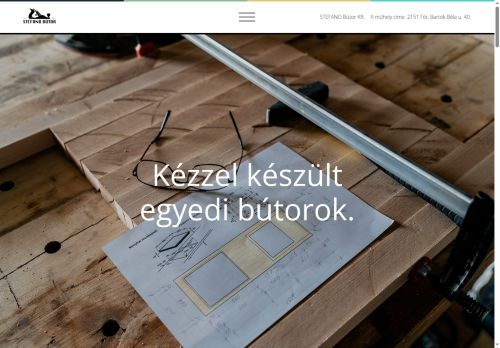 STEFANO BÚTOR
STEFANO Bútor Kft. A műhely címe: 2151 Fót, Bartók Béla u. 40.
Kézzel készült
egyedi bútorok.